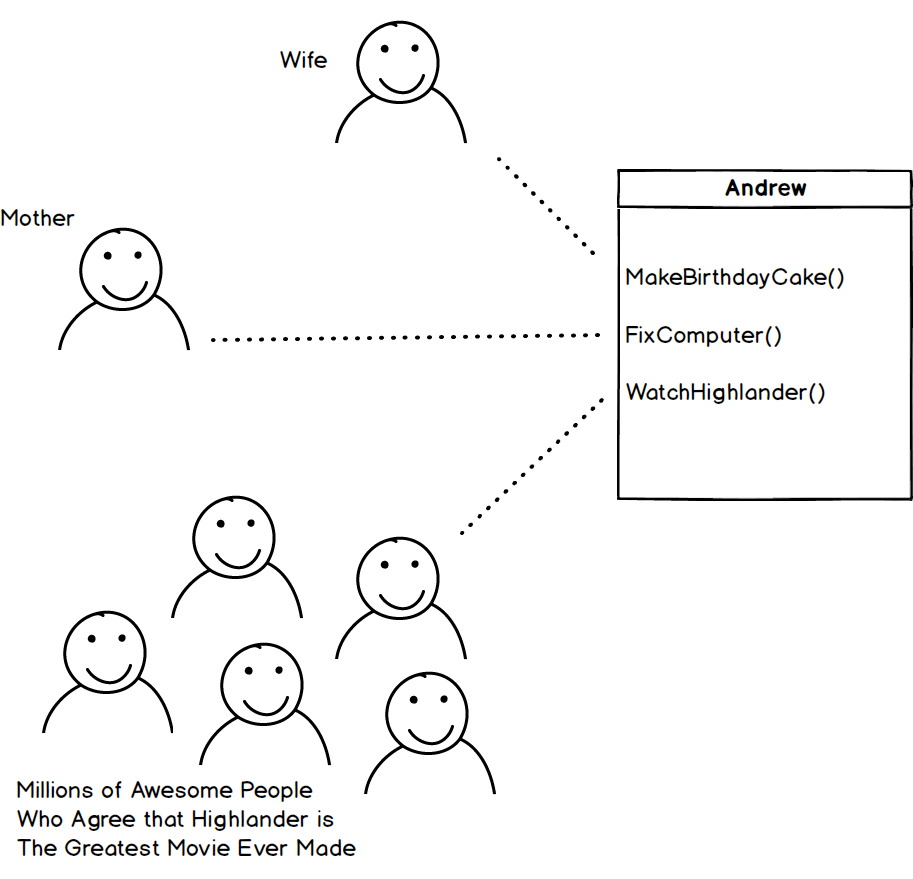 Wife
Mother
Andrew
MakeBirthdayCake()
FixComputer()
WatchHighlander()
Millions of Awesome People
Who Agree that Highlander is
The Greatest Movie Ever Made